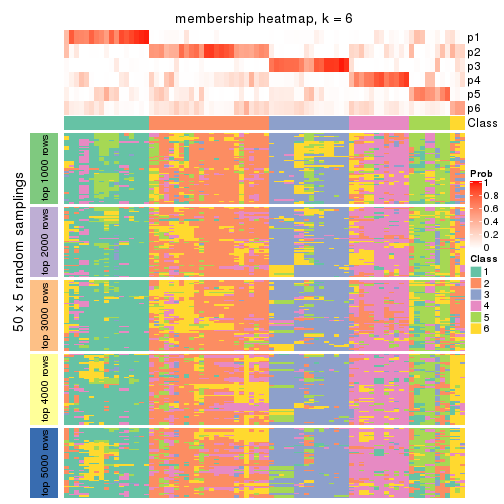 membership heatmap, k = 6
p1
p2
p3
p4
p5
p6
Class
50 x 5 random samplings
top 1000 rows
top 2000 rows
top 3000 rows
top 4000 rows
top 5000 rows
Prob
1
0.8
0.6
0.4
0.2
0
Class
1
2
3
4
5
6